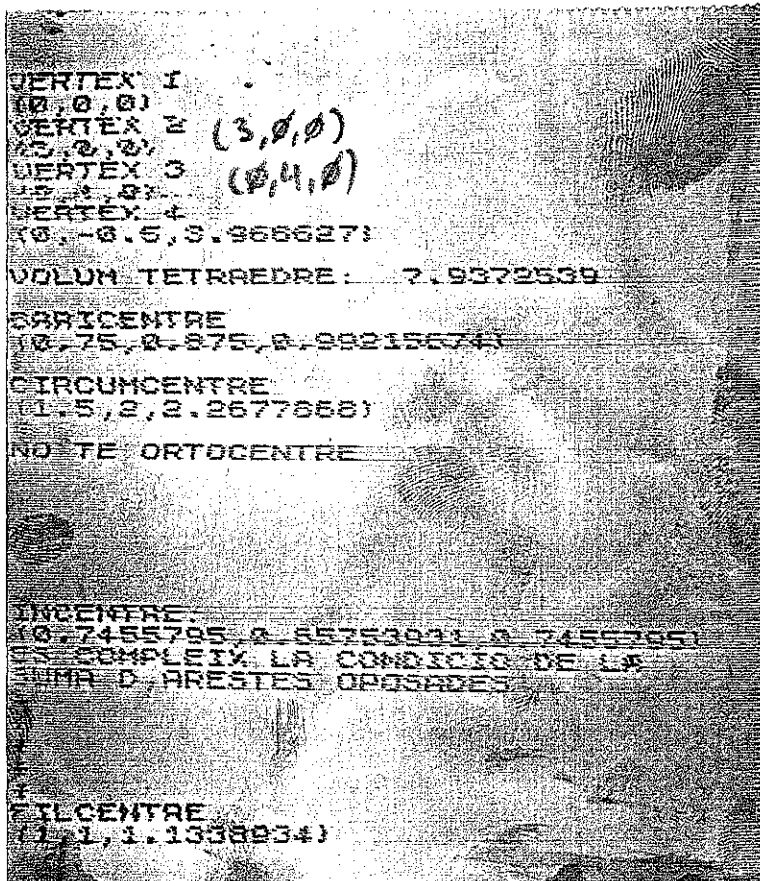 VERTEX 1
(0,0,0)
VERTEX 2 (3,ø,ø)
(3,0,0)
VERTEX 3 (ø,4,ø)
(0,4,0)
VERTEX 4
(0,-0.5,3.968627)
VOLUM TETRAEDRE: 7.9372539
BARICENTRE
(0.75,0.875,0.99215674)
CIRCUMCENTRE
(1.5,2,2.2677868)
NO TE ORTOCENTRE
INCENTRE:
(0.7455795,0.65753931,0.7455795)
ES COMPLEIX LA CONDICIO DE LA
SUMA D,ARESTES OPOSADES
FILCENTRE
(1,1,1.1338934)